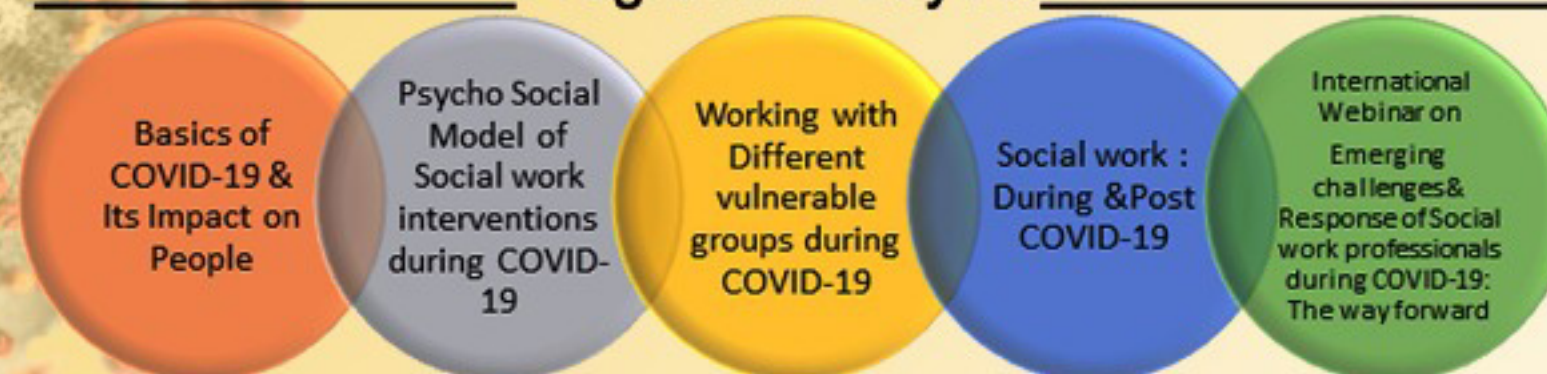 Basics of
COVID-19 &
Its Impact on
People
Psycho Social
Model of
Social work
interventions
during COVID-
19
Working with
Different
vulnerable
groups during
COVID-19
Social work :
During &Post
COVID-19
International
Webinar on
Emerging
challenges&
Response of Social
work professionals
during COVID-19:
The way forward